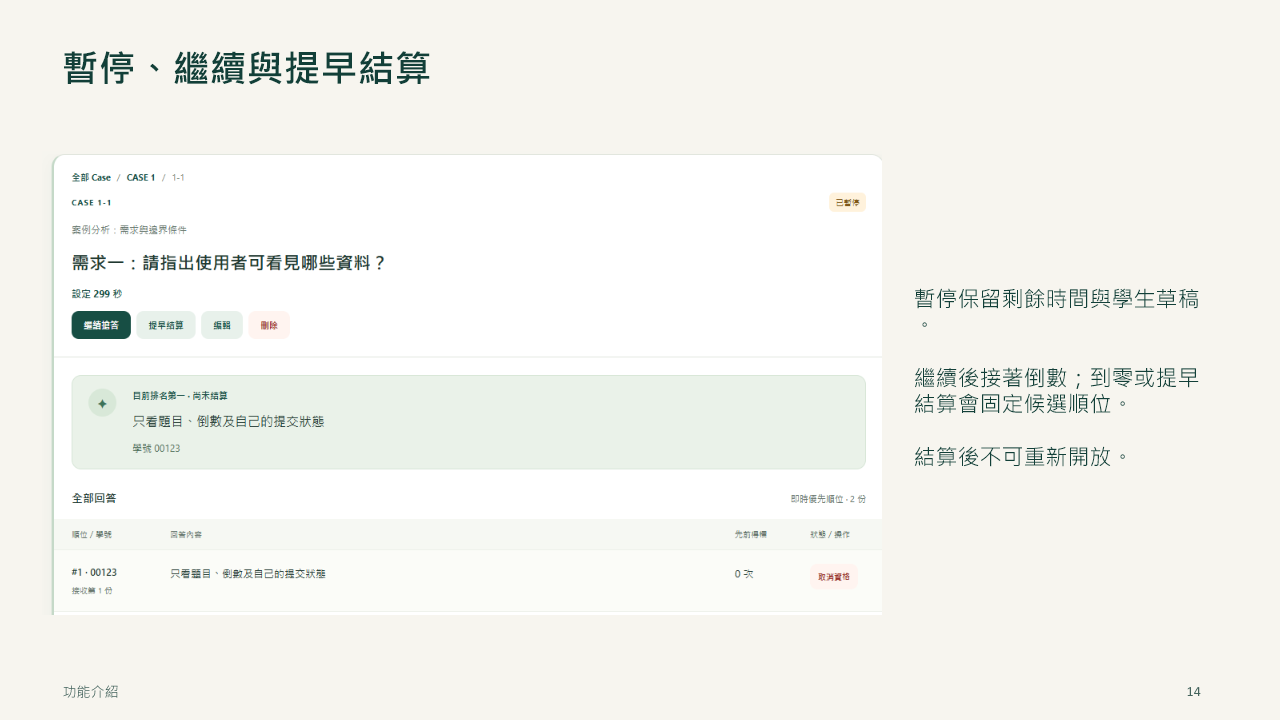 暫停、繼續與提早結算
全部 Case / CASE 1 / 1-1
CASE 1-1
已暫停
案例分析：需求與邊界條件
需求一：請指出使用者可看見哪些資料？
設定 299 秒
繼續搶答 提早結算 編輯 刪除
目前排名第一 · 尚未結算
只看題目、倒數及自己的提交狀態
學號 00123
全部回答
即時優先順位 · 2 份
順位 / 學號 回答內容 先前得標 狀態 / 操作
#1 · 00123 只看題目、倒數及自己的提交狀態 0 次 取消資格
接收第 1 份
暫停保留剩餘時間與學生草稿
。
繼續後接著倒數；到零或提早
結算會固定候選順位。
結算後不可重新開放。
功能介紹
14